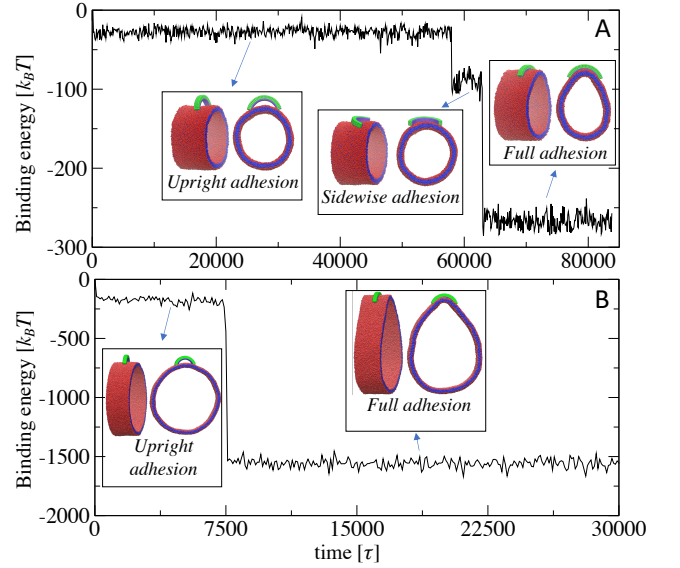 A
Binding energy [k_BT]
0
-100
-200
-300
Upright adhesion
Sidewise adhesion
Full adhesion
0 20000 40000 60000 80000
B
Binding energy [k_BT]
0
-500
-1000
-1500
-2000
Upright
adhesion
Full adhesion
0 7500 15000 22500 30000
time [τ]